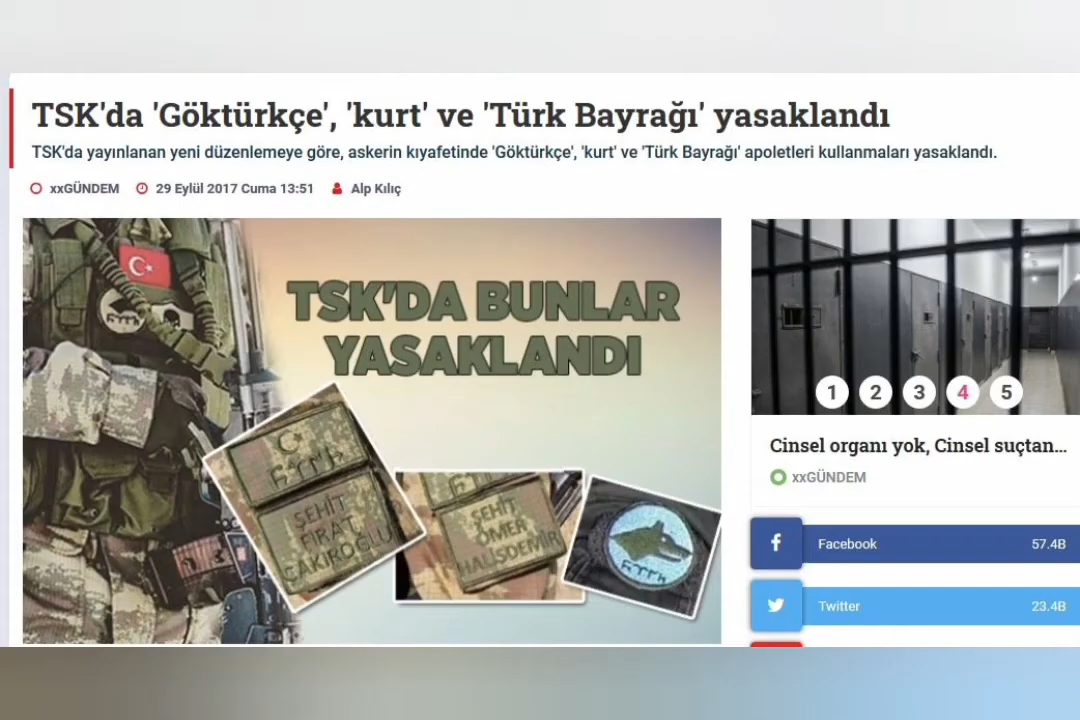 TSK'da 'Göktürkçe', 'kurt' ve 'Türk Bayrağı' yasaklandı
TSK'da yayınlanan yeni düzenlemeye göre, askerin kıyafetinde 'Göktürkçe', 'kurt' ve 'Türk Bayrağı' apoletleri kullanmaları yasaklandı.
xxGÜNDEM 29 Eylül 2017 Cuma 13:51 Alp Kılıç
TSK'DA BUNLAR
YASAKLANDI
ŞEHİT
FIRAT
ÇAKIROĞLU
ŞEHİT
ÖMER
HALİSDEMİR
1 2 3 4 5
Cinsel organı yok, Cinsel suçtan...
xxGÜNDEM
Facebook 57.4B
Twitter 23.4B